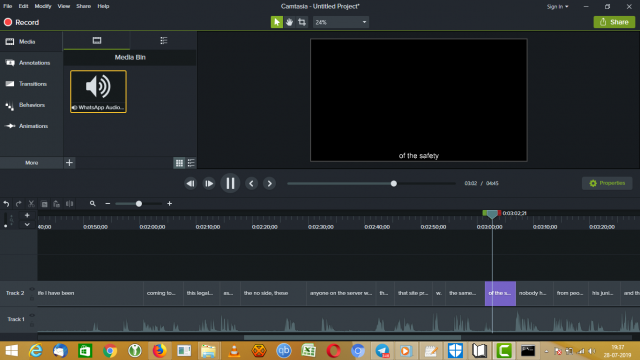 File Edit Modify View Share Help
Camtasia - Untitled Project*
Sign In
Record
24%
Share
Media
Annotations
Transitions
Behaviors
Animations
More
Media Bin
WhatsApp Audio...
of the safety
03:02 / 04:45
Properties
0:03:02;21
40;00 0:01:50;00 0:02:00;00 0:02:10;00 0:02:20;00 0:02:30;00 0:02:40;00 0:02:50;00 0:03:00;00 0:03:10;00 0:03:20;00
Track 2
life I have been coming to... this legal... as... the no side, these anyone on the server w... th... that site pr... w. the same... of the s... nobody h... from peo... his juni... and th
Track 1
19:37
20-07-2019